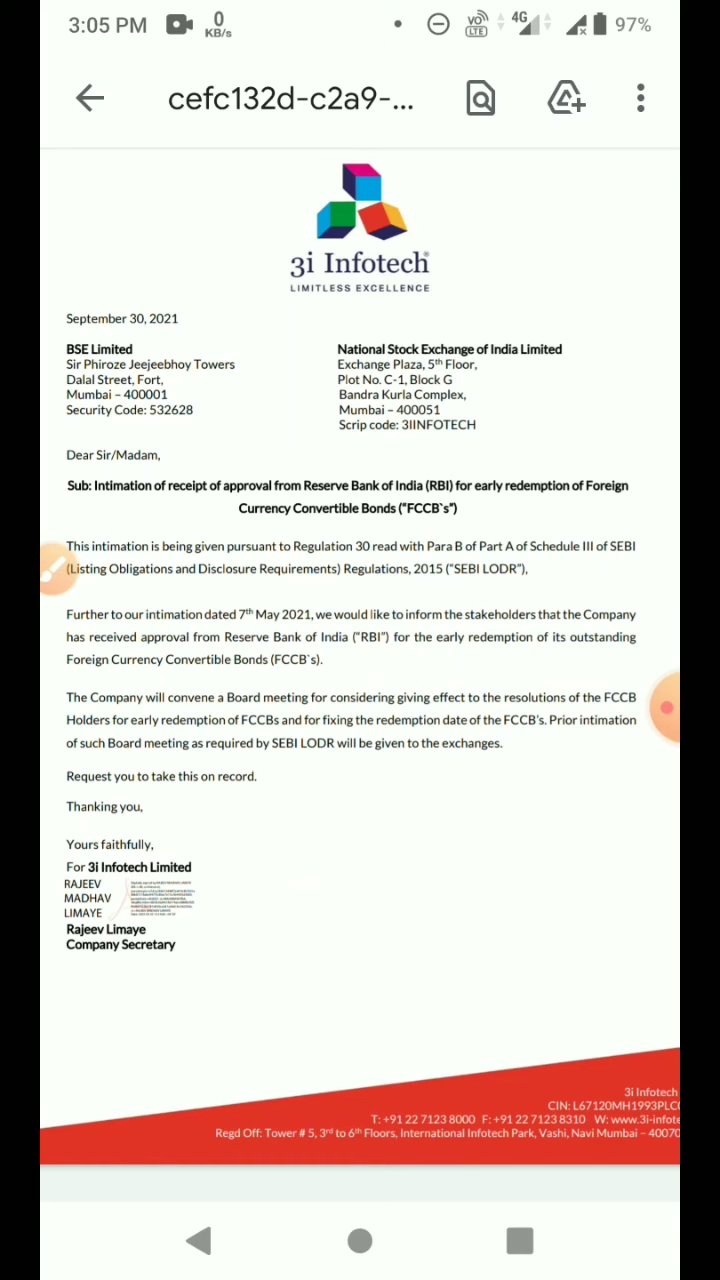 3:05 PM 0 KB/s VO LTE 4G 97%
cefc132d-c2a9-...
3i Infotech®
LIMITLESS EXCELLENCE
September 30, 2021
BSE Limited
Sir Phiroze Jeejeebhoy Towers
Dalal Street, Fort,
Mumbai – 400001
Security Code: 532628
National Stock Exchange of India Limited
Exchange Plaza, 5th Floor,
Plot No. C-1, Block G
Bandra Kurla Complex,
Mumbai – 400051
Scrip code: 3IINFOTECH
Dear Sir/Madam,
Sub: Intimation of receipt of approval from Reserve Bank of India (RBI) for early redemption of Foreign
Currency Convertible Bonds ("FCCB`s")
This intimation is being given pursuant to Regulation 30 read with Para B of Part A of Schedule III of SEBI
(Listing Obligations and Disclosure Requirements) Regulations, 2015 ("SEBI LODR"),
Further to our intimation dated 7th May 2021, we would like to inform the stakeholders that the Company
has received approval from Reserve Bank of India ("RBI") for the early redemption of its outstanding
Foreign Currency Convertible Bonds (FCCB`s).
The Company will convene a Board meeting for considering giving effect to the resolutions of the FCCB
Holders for early redemption of FCCBs and for fixing the redemption date of the FCCB's. Prior intimation
of such Board meeting as required by SEBI LODR will be given to the exchanges.
Request you to take this on record.
Thanking you,
Yours faithfully,
For 3i Infotech Limited
RAJEEV
MADHAV
LIMAYE
Rajeev Limaye
Company Secretary
3i Infotech
CIN: L67120MH1993PLC
T: +91 22 7123 8000 F: +91 22 7123 8310 W: www.3i-infote
Regd Off: Tower # 5, 3rd to 6th Floors, International Infotech Park, Vashi, Navi Mumbai – 40070